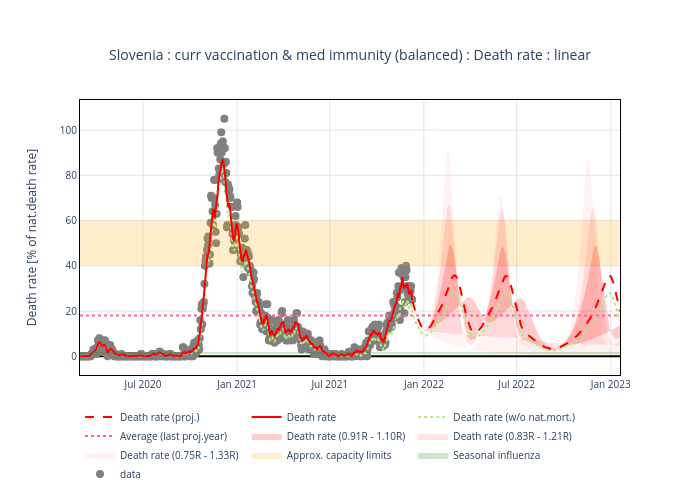 Slovenia : curr vaccination & med immunity (balanced) : Death rate : linear
Death rate [% of nat.death rate]
100
80
60
40
20
0
Jul 2020
Jan 2021
Jul 2021
Jan 2022
Jul 2022
Jan 2023
Death rate (proj.)
Death rate
Death rate (w/o nat.mort.)
Average (last proj.year)
Death rate (0.91R - 1.10R)
Death rate (0.83R - 1.21R)
Death rate (0.75R - 1.33R)
Approx. capacity limits
Seasonal influenza
data